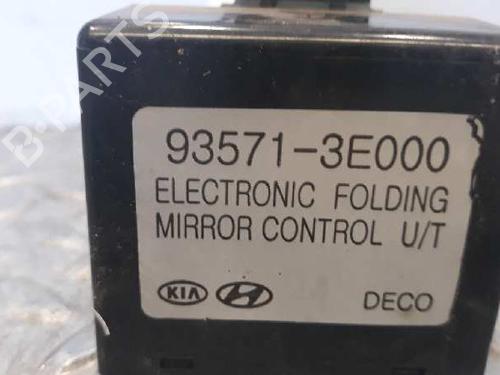 B-PARTS
93571-3E000
ELECTRONIC FOLDING
MIRROR CONTROL U/T
KIA DECO